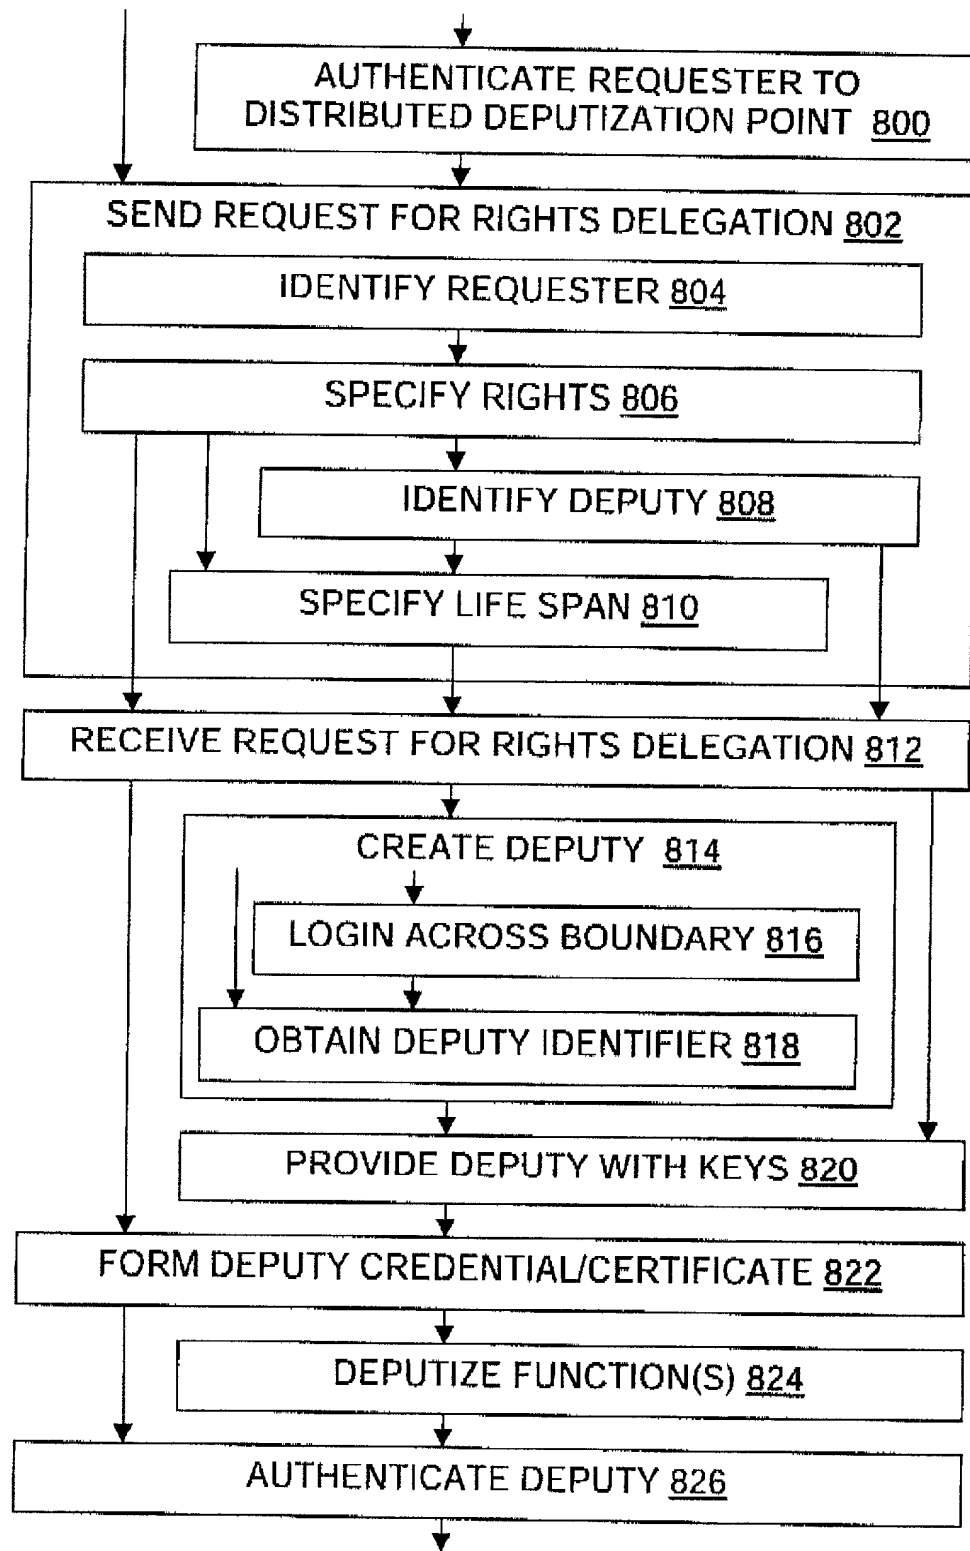 AUTHENTICATE REQUESTER TO
DISTRIBUTED DEPUTIZATION POINT 800
SEND REQUEST FOR RIGHTS DELEGATION 802
IDENTIFY REQUESTER 804
SPECIFY RIGHTS 806
IDENTIFY DEPUTY 808
SPECIFY LIFE SPAN 810
RECEIVE REQUEST FOR RIGHTS DELEGATION 812
CREATE DEPUTY 814
LOGIN ACROSS BOUNDARY 816
OBTAIN DEPUTY IDENTIFIER 818
PROVIDE DEPUTY WITH KEYS 820
FORM DEPUTY CREDENTIAL/CERTIFICATE 822
DEPUTIZE FUNCTION(S) 824
AUTHENTICATE DEPUTY 826